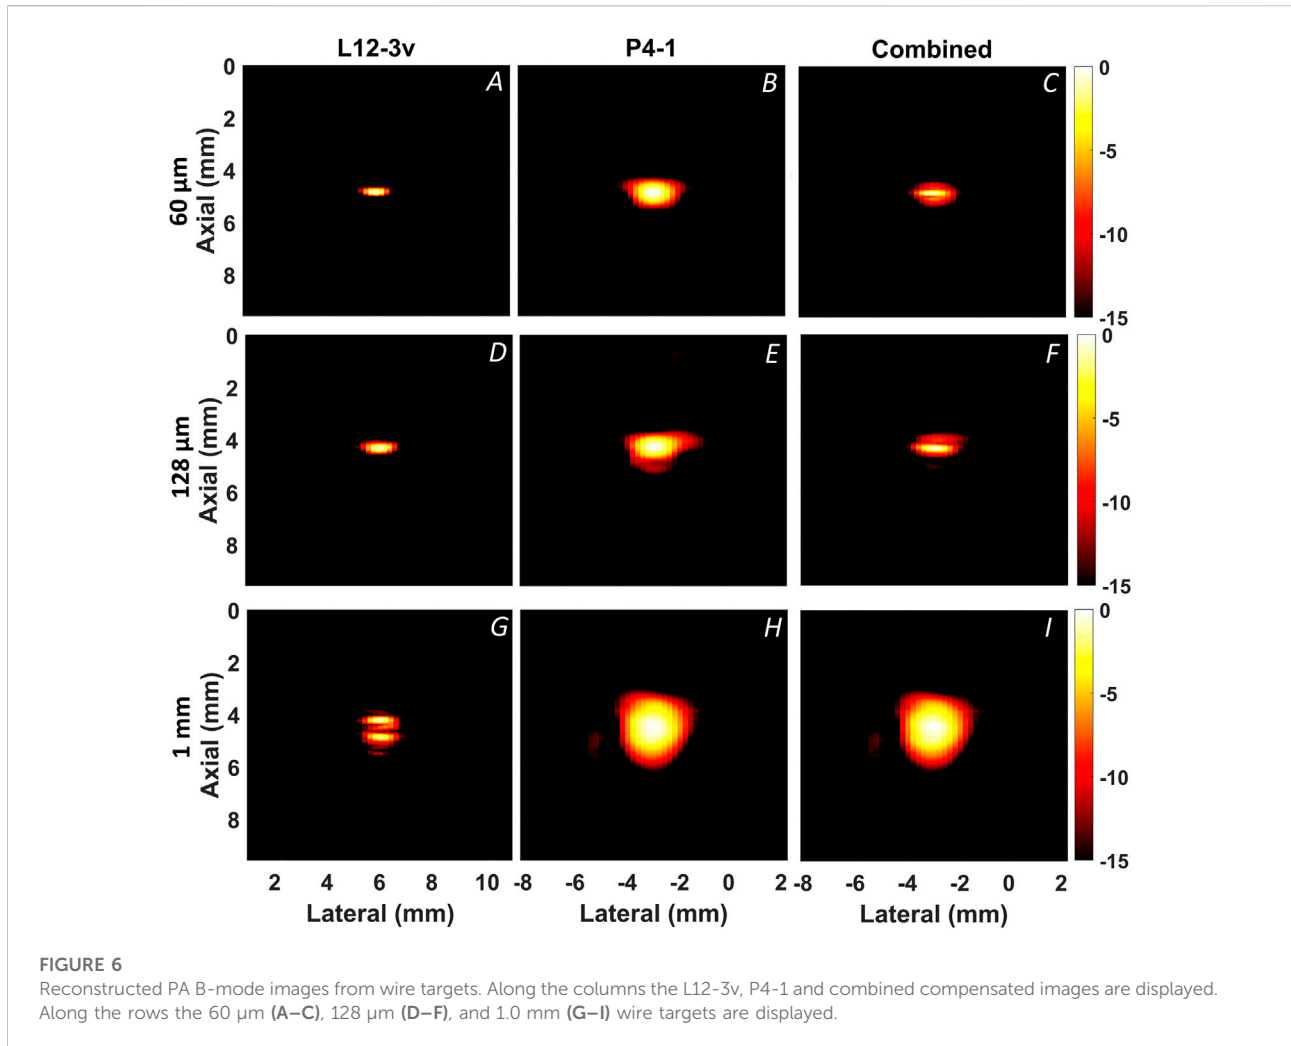 L12-3v P4-1 Combined
A B C
60 µm
Axial (mm)
0
2
4
6
8
0
-5
-10
-15
D E F
128 µm
Axial (mm)
0
2
4
6
8
0
-5
-10
-15
G H I
1 mm
Axial (mm)
0
2
4
6
8
0
-5
-10
-15
2 4 6 8 10 -8 -6 -4 -2 0 2 -8 -6 -4 -2 0 2
Lateral (mm) Lateral (mm) Lateral (mm)
FIGURE 6
Reconstructed PA B-mode images from wire targets. Along the columns the L12-3v, P4-1 and combined compensated images are displayed.
Along the rows the 60 µm (A–C), 128 µm (D–F), and 1.0 mm (G–I) wire targets are displayed.